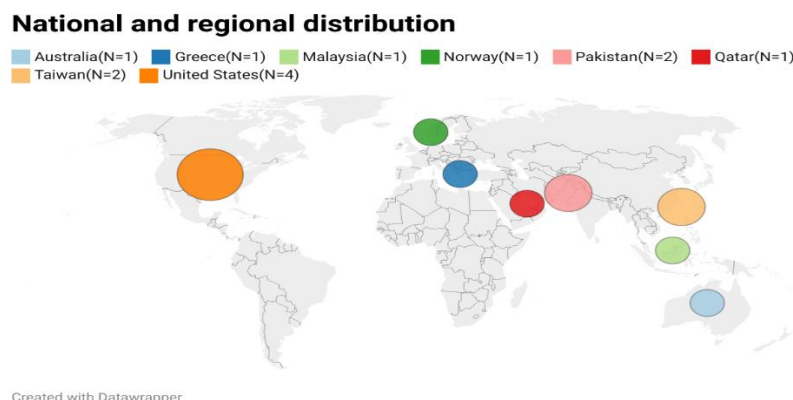 National and regional distribution
Australia(N=1) Greece(N=1) Malaysia(N=1) Norway(N=1) Pakistan(N=2) Qatar(N=1)
Taiwan(N=2) United States(N=4)
Created with Datawrapper